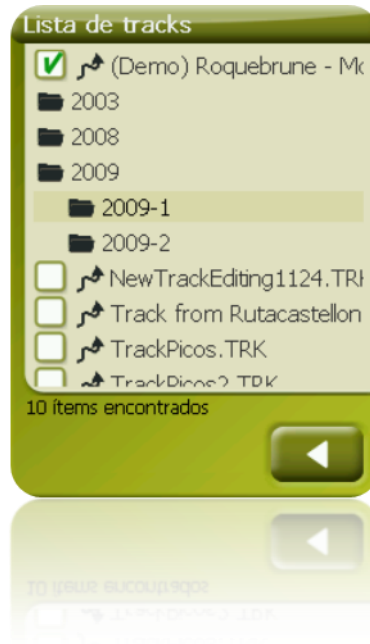 Lista de tracks
(Demo) Roquebrune - Mo
2003
2008
2009
2009-1
2009-2
NewTrackEditing1124.TRK
Track from Rutacastellon
TrackPicos.TRK
TrackPicos2.TRK
10 ítems encontrados